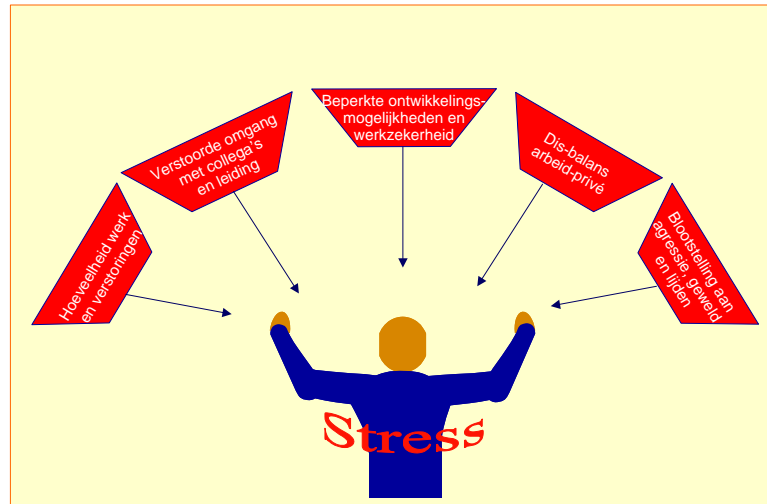 Hoeveelheid werk
en verstoringen
Verstoorde omgang
met collega's
en leiding
Beperkte ontwikkelings-
mogelijkheden en
werkzekerheid
Dis-balans
arbeid-privé
Blootstelling aan
agressie, geweld
en lijden
Stress